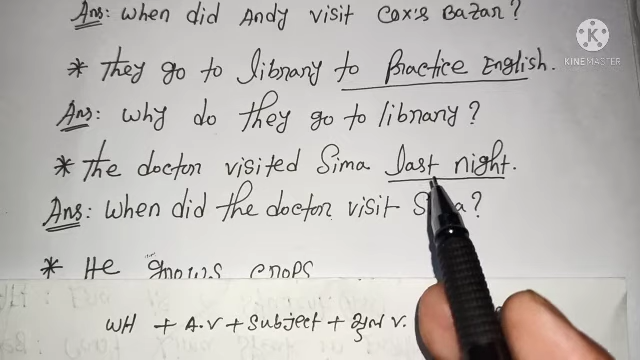 Ans: When did Andy visit Cox's Bazar?
KINEMASTER
* They go to library to Practice English.
Ans: Why do they go to library?
* The doctor visited Sima last night.
Ans: When did the doctor visit S a?
* He grows crops
WH + A.V + Subject + মূল V.